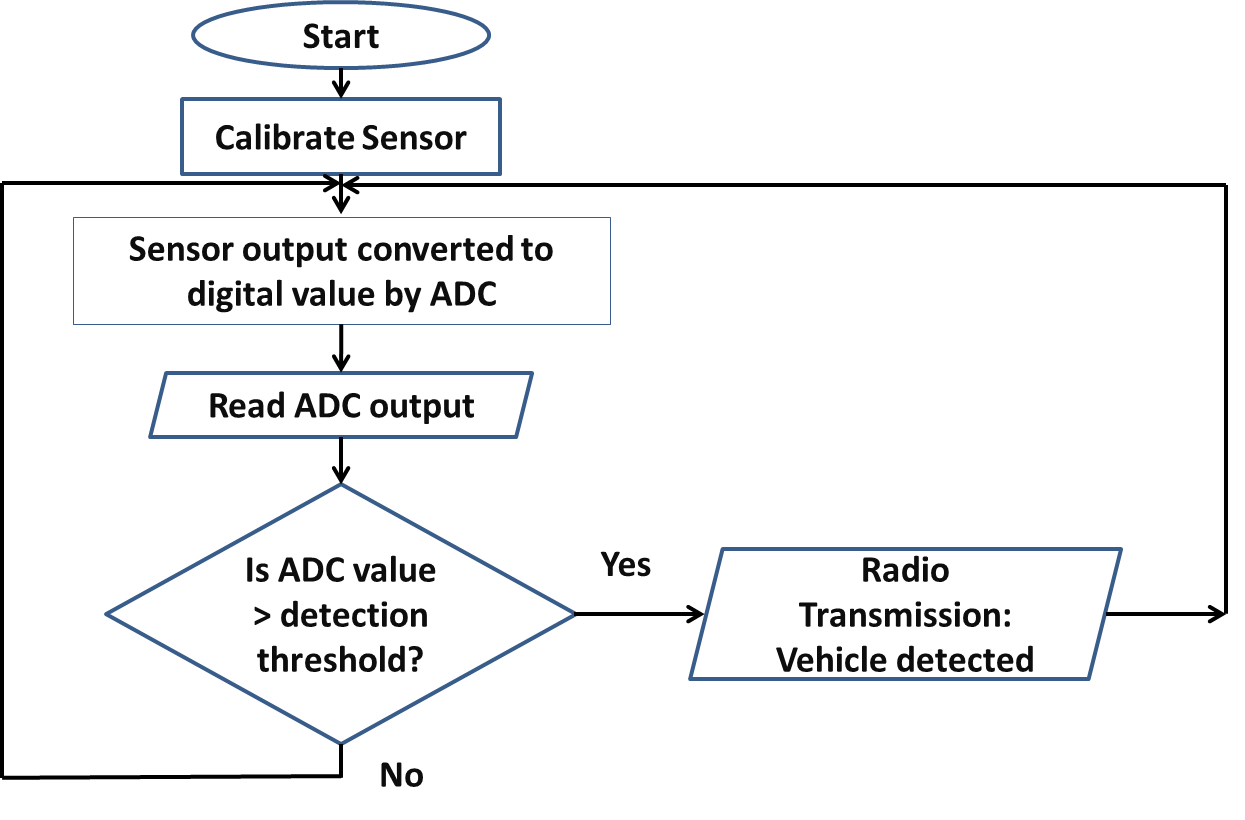 Start
Calibrate Sensor
Sensor output converted to
digital value by ADC
Read ADC output
Is ADC value
> detection
threshold?
Yes
Radio
Transmission:
Vehicle detected
No